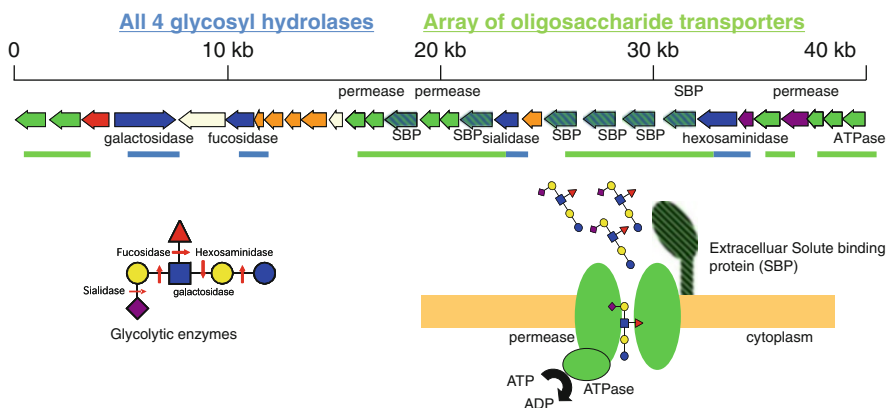 All 4 glycosyl hydrolases Array of oligosaccharide transporters
0 10 kb 20 kb 30 kb 40 kb
permease permease SBP permease
galactosidase fucosidase SBP SBP sialidase SBP SBP SBP hexosaminidase ATPase
Fucosidase Hexosaminidase
Sialidase galactosidase
Glycolytic enzymes
Extracelluar Solute binding
protein (SBP)
permease cytoplasm
ATP ATPase
ADP